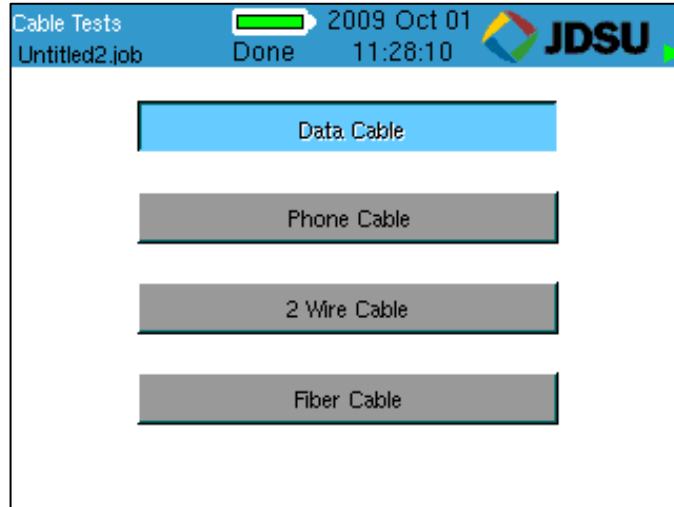 Cable Tests
2009 Oct 01
JDSU
Untitled2.job
Done
11:28:10
Data Cable
Phone Cable
2 Wire Cable
Fiber Cable